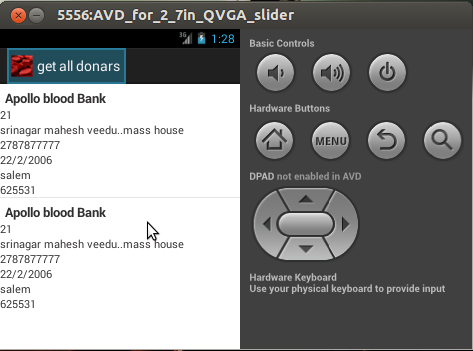 5556:AVD_for_2_7in_QVGA_slider
3G 1:28
get all donars
Apollo blood Bank
21
srinagar mahesh veedu..mass house
2787877777
22/2/2006
salem
625531
Apollo blood Bank
21
srinagar mahesh veedu..mass house
2787877777
22/2/2006
salem
625531
Basic Controls
Hardware Buttons
MENU
DPAD not enabled in AVD
Hardware Keyboard
Use your physical keyboard to provide input